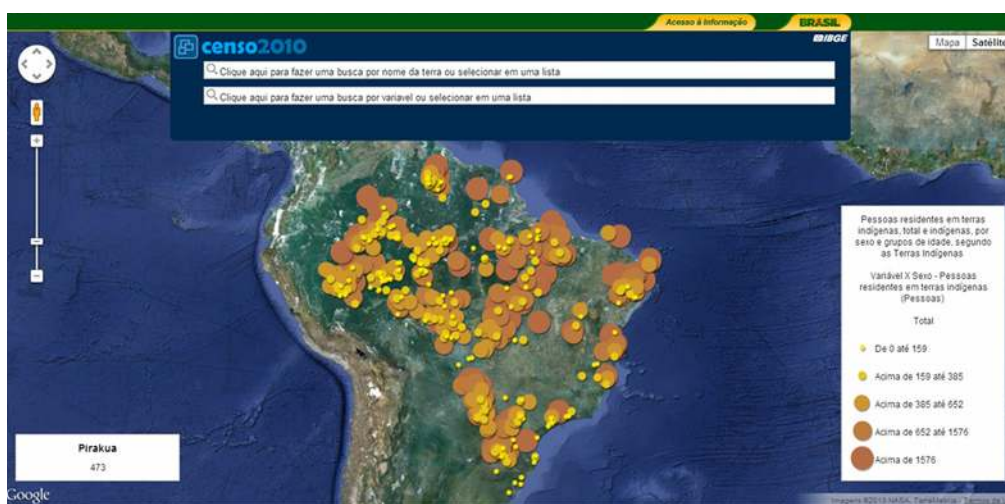 Acesso à Informação
BRASIL
censo2010
IBGE
Mapa
Satélite
Clique aqui para fazer uma busca por nome da terra ou selecionar em uma lista
Clique aqui para fazer uma busca por variavel ou selecionar em uma lista
Pessoas residentes em terras
indígenas, total e indígenas, por
sexo e grupos de idade, segundo
as Terras Indígenas
Variável X Sexo - Pessoas
residentes em terras indígenas
(Pessoas)
Total
De 0 até 159
Acima de 159 até 385
Acima de 385 até 652
Acima de 652 até 1576
Acima de 1576
Pirakua
473
Google
Imagens ©2013 NASA, TerraMetrics